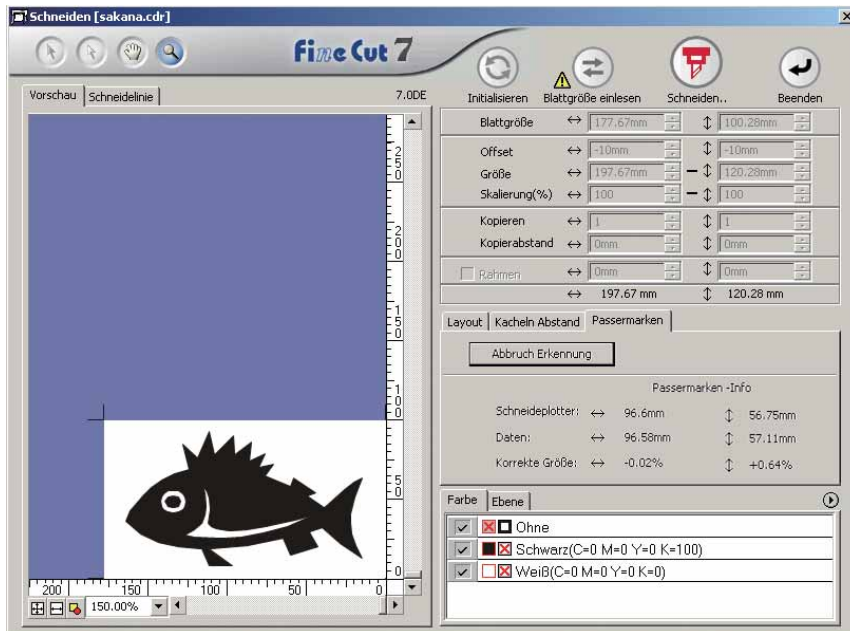 Schneiden [sakana.cdr]
FineCut 7
Initialisieren Blattgröße einlesen Schneiden.. Beenden
Vorschau Schneidelinie 7.0DE
Blattgröße 177.67mm 100.28mm
Offset -10mm -10mm
Größe 197.67mm 120.28mm
Skalierung(%) 100 100
Kopieren 1 1
Kopierabstand 0mm 0mm
Rahmen 0mm 0mm
197.67 mm 120.28 mm
Layout Kacheln Abstand Passermarken
Abbruch Erkennung
Passermarken -Info
Schneideplotter: 96.6mm 56.75mm
Daten: 96.58mm 57.11mm
Korrekte Größe: -0.02% +0.64%
Farbe Ebene
Ohne
Schwarz(C=0 M=0 Y=0 K=100)
Weiß(C=0 M=0 Y=0 K=0)
250
200
150
100
50
0
200 150 100 50 0
150.00%